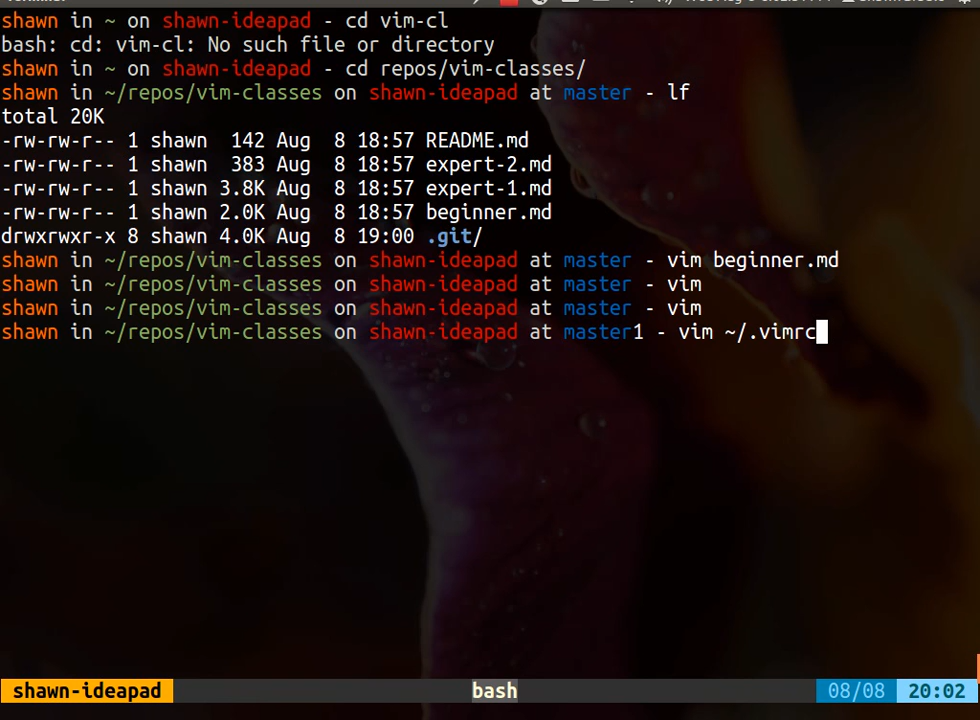 shawn in ~ on shawn-ideapad - cd vim-cl
bash: cd: vim-cl: No such file or directory
shawn in ~ on shawn-ideapad - cd repos/vim-classes/
shawn in ~/repos/vim-classes on shawn-ideapad at master - lf
total 20K
-rw-rw-r-- 1 shawn  142 Aug  8 18:57 README.md
-rw-rw-r-- 1 shawn  383 Aug  8 18:57 expert-2.md
-rw-rw-r-- 1 shawn 3.8K Aug  8 18:57 expert-1.md
-rw-rw-r-- 1 shawn 2.0K Aug  8 18:57 beginner.md
drwxrwxr-x 8 shawn 4.0K Aug  8 19:00 .git/
shawn in ~/repos/vim-classes on shawn-ideapad at master - vim beginner.md
shawn in ~/repos/vim-classes on shawn-ideapad at master - vim
shawn in ~/repos/vim-classes on shawn-ideapad at master - vim
shawn in ~/repos/vim-classes on shawn-ideapad at master1 - vim ~/.vimrc
shawn-ideapad bash 08/08 20:02